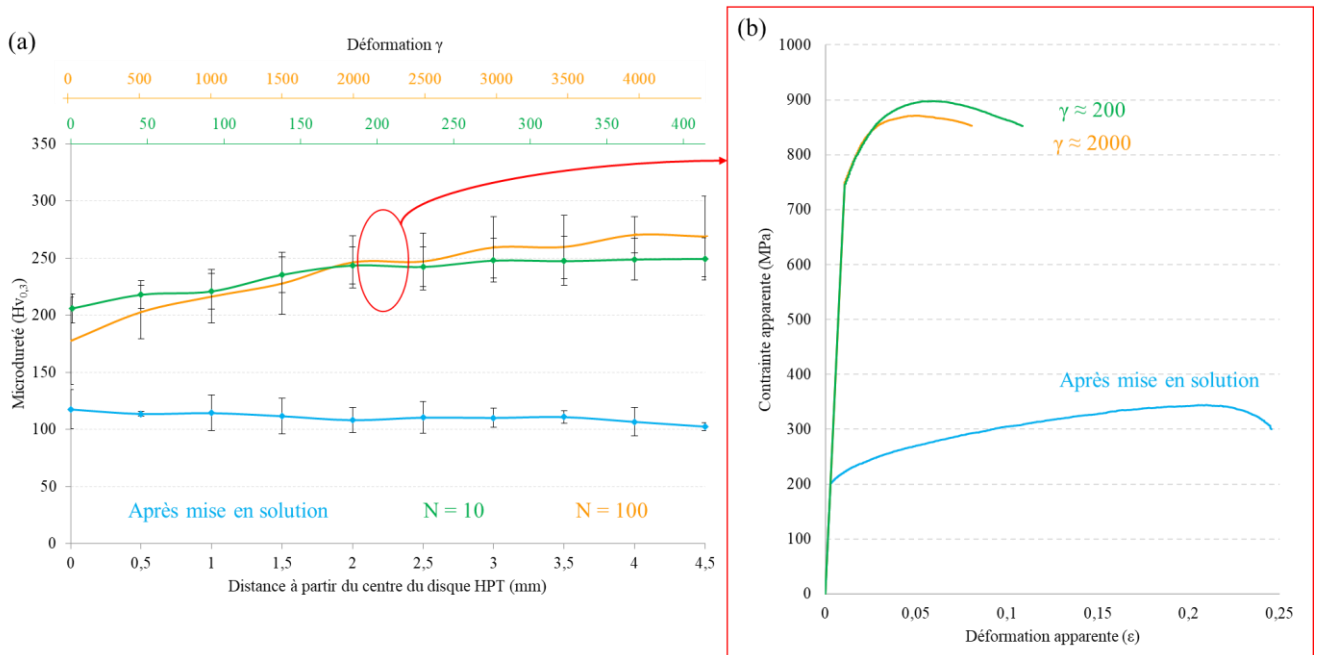 (a)
Déformation γ
0 500 1000 1500 2000 2500 3000 3500 4000
0 50 100 150 200 250 300 350 400
350
300
250
200
150
100
50
0
Microdureté (Hv0,3)
Après mise en solution N = 10 N = 100
0 0,5 1 1,5 2 2,5 3 3,5 4 4,5
Distance à partir du centre du disque HPT (mm)
(b)
1000
900
800
700
600
500
400
300
200
100
0
Contrainte apparente (MPa)
γ ≈ 200
γ ≈ 2000
Après mise en solution
0 0,05 0,1 0,15 0,2 0,25
Déformation apparente (ε)